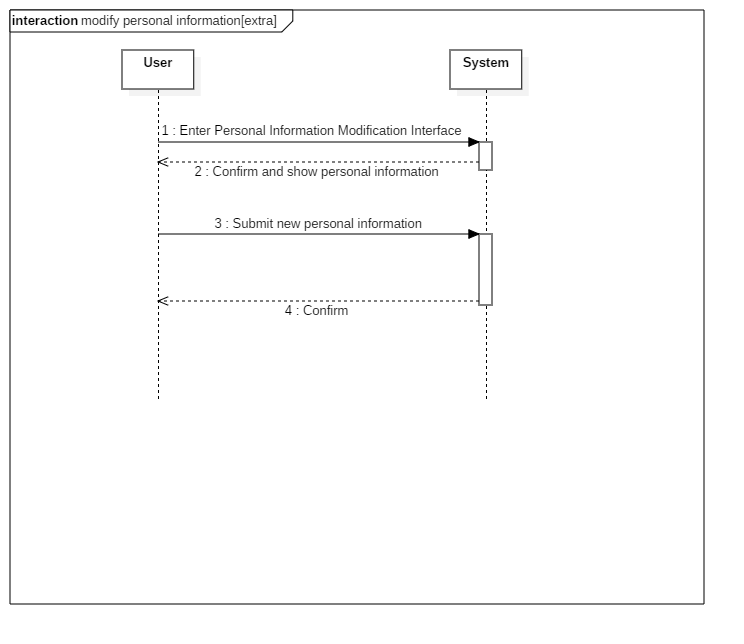 interaction modify personal information[extra]
User
System
1 : Enter Personal Information Modification Interface
2 : Confirm and show personal information
3 : Submit new personal information
4 : Confirm